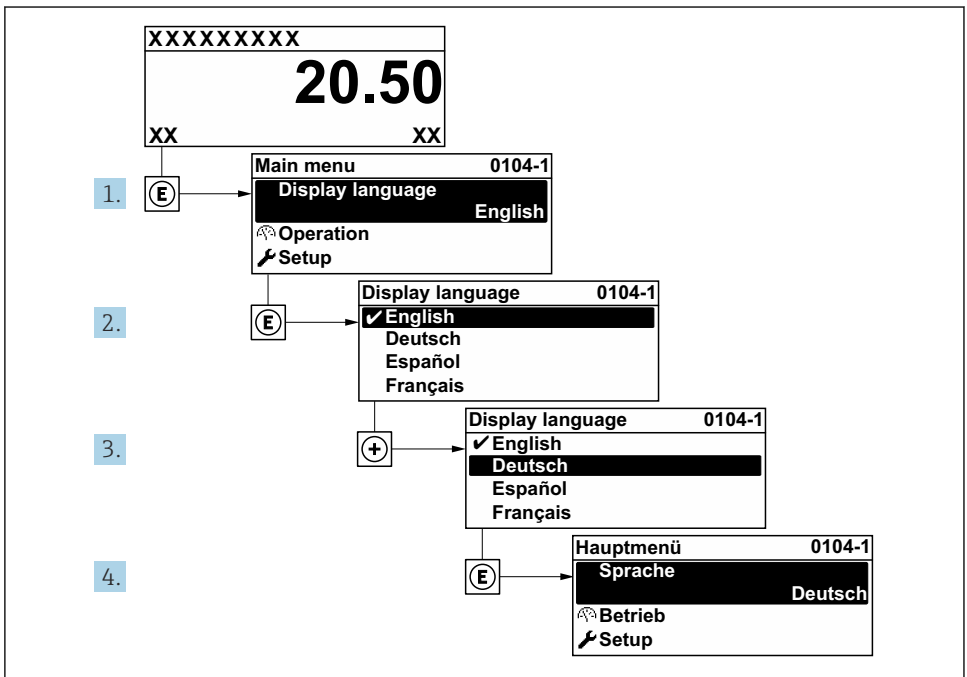 XXXXXXXXX
20.50
XX XX
1. E
Main menu 0104-1
Display language
English
Operation
Setup
2. E
Display language 0104-1
✔English
Deutsch
Español
Français
3. +
Display language 0104-1
✔English
Deutsch
Español
Français
4. E
Hauptmenü 0104-1
Sprache
Deutsch
Betrieb
Setup